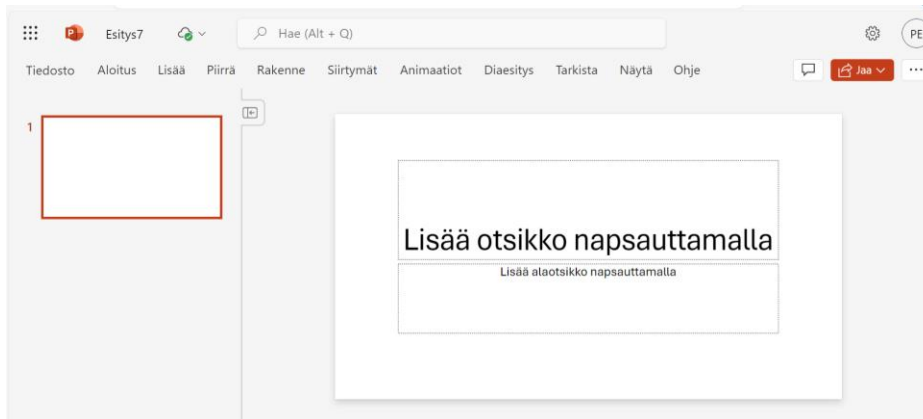 P Esitys7 Hae (Alt + Q) PE
Tiedosto Aloitus Lisää Piirrä Rakenne Siirtymät Animaatiot Diaesitys Tarkista Näytä Ohje Jaa
1
Lisää otsikko napsauttamalla
Lisää alaotsikko napsauttamalla